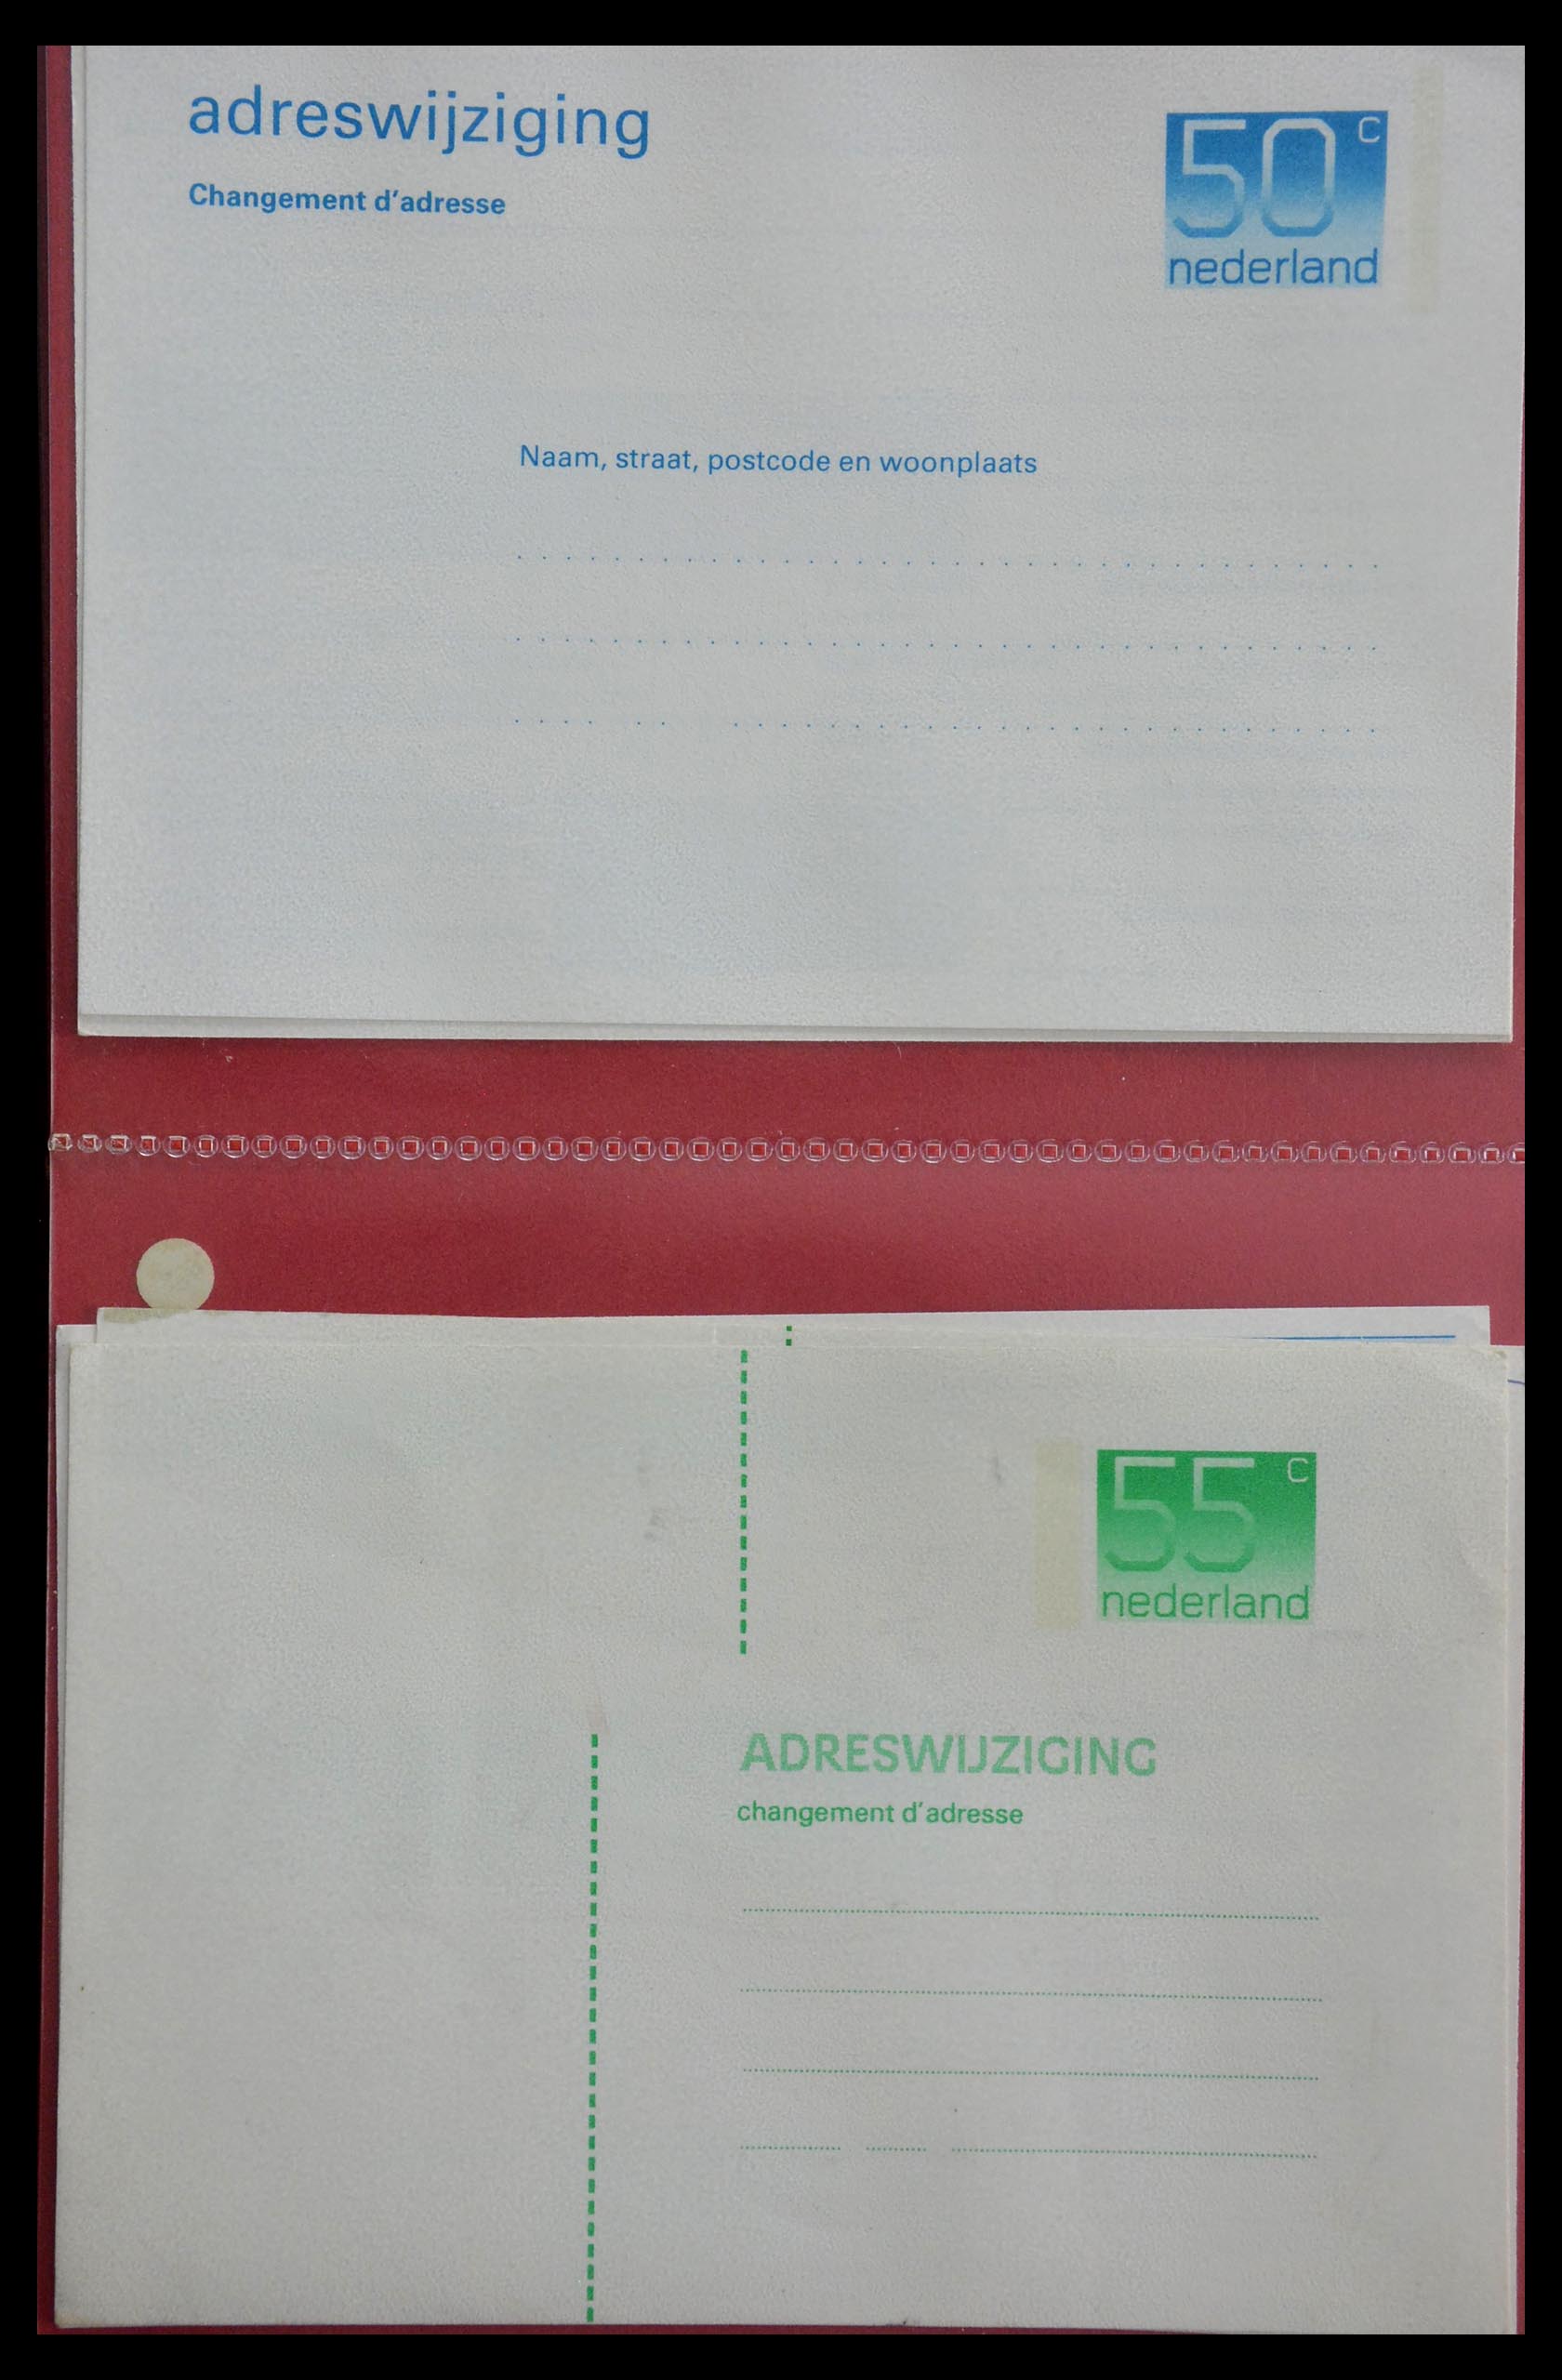 adreswijziging
Changement d'adresse
50 c
nederland
Naam, straat, postcode en woonplaats
55 c
nederland
ADRESWIJZIGING
changement d'adresse